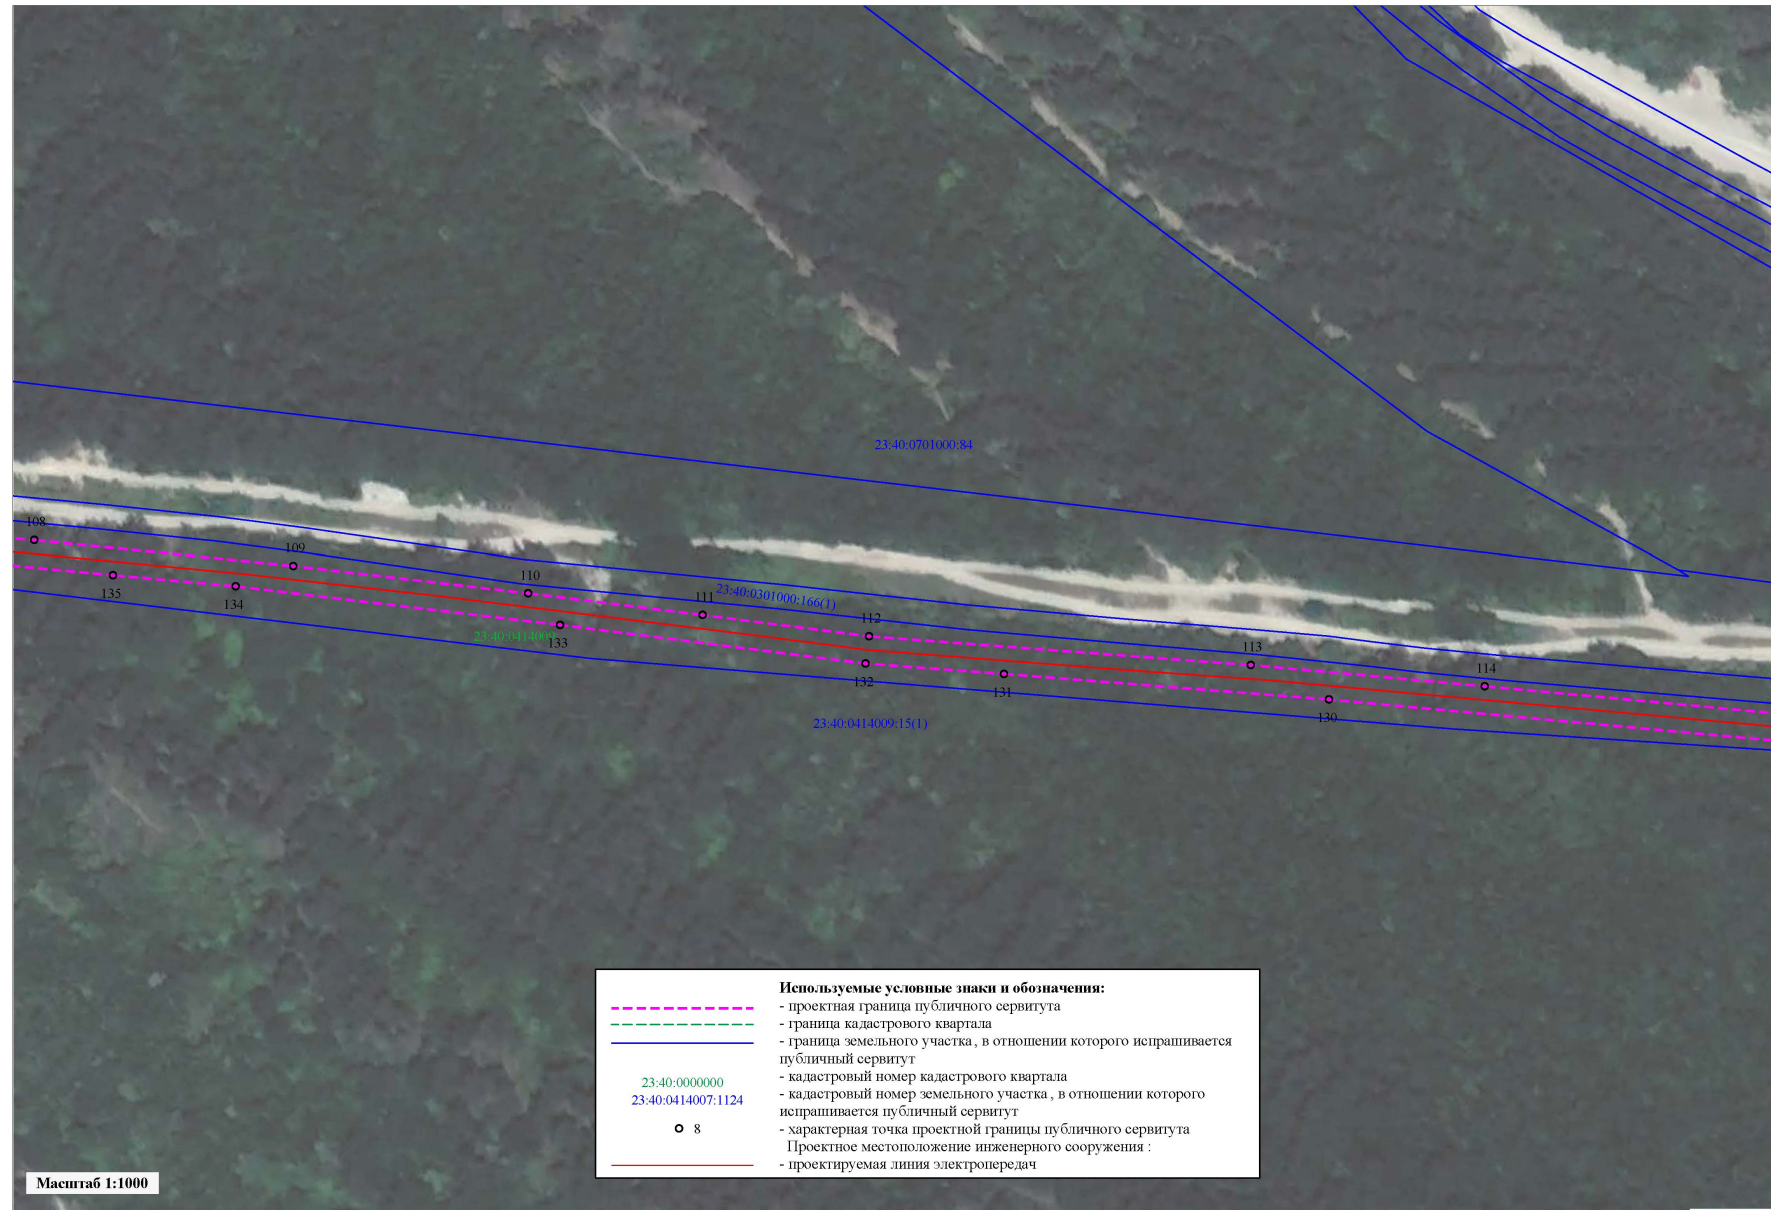 23:40:0701000:84
108
109
110
111
23:40:0301000:166(1)
112
113
114
135
134
133
23:40:0414009
132
131
130
23:40:0414009:15(1)
Используемые условные знаки и обозначения:
- проектная граница публичного сервитута
- граница кадастрового квартала
- граница земельного участка, в отношении которого испрашивается
публичный сервитут
23:40:0000000 - кадастровый номер кадастрового квартала
23:40:0414007:1124 - кадастровый номер земельного участка, в отношении которого
испрашивается публичный сервитут
8 - характерная точка проектной границы публичного сервитута
Проектное местоположение инженерного сооружения :
- проектируемая линия электропередач
Масштаб 1:1000